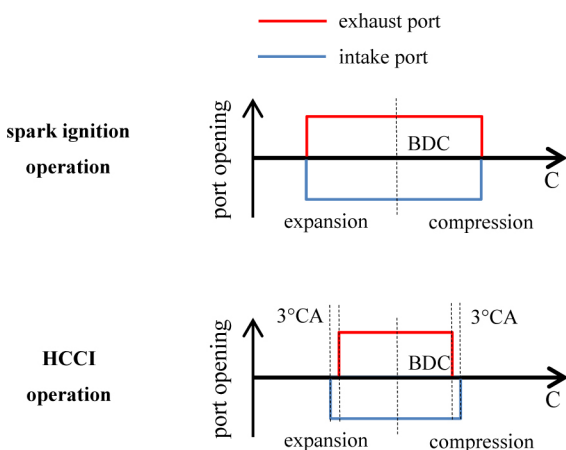 exhaust port
intake port
spark ignition
operation
port opening
BDC
C
expansion
compression
3°CA
3°CA
HCCI
operation
port opening
BDC
C
expansion
compression